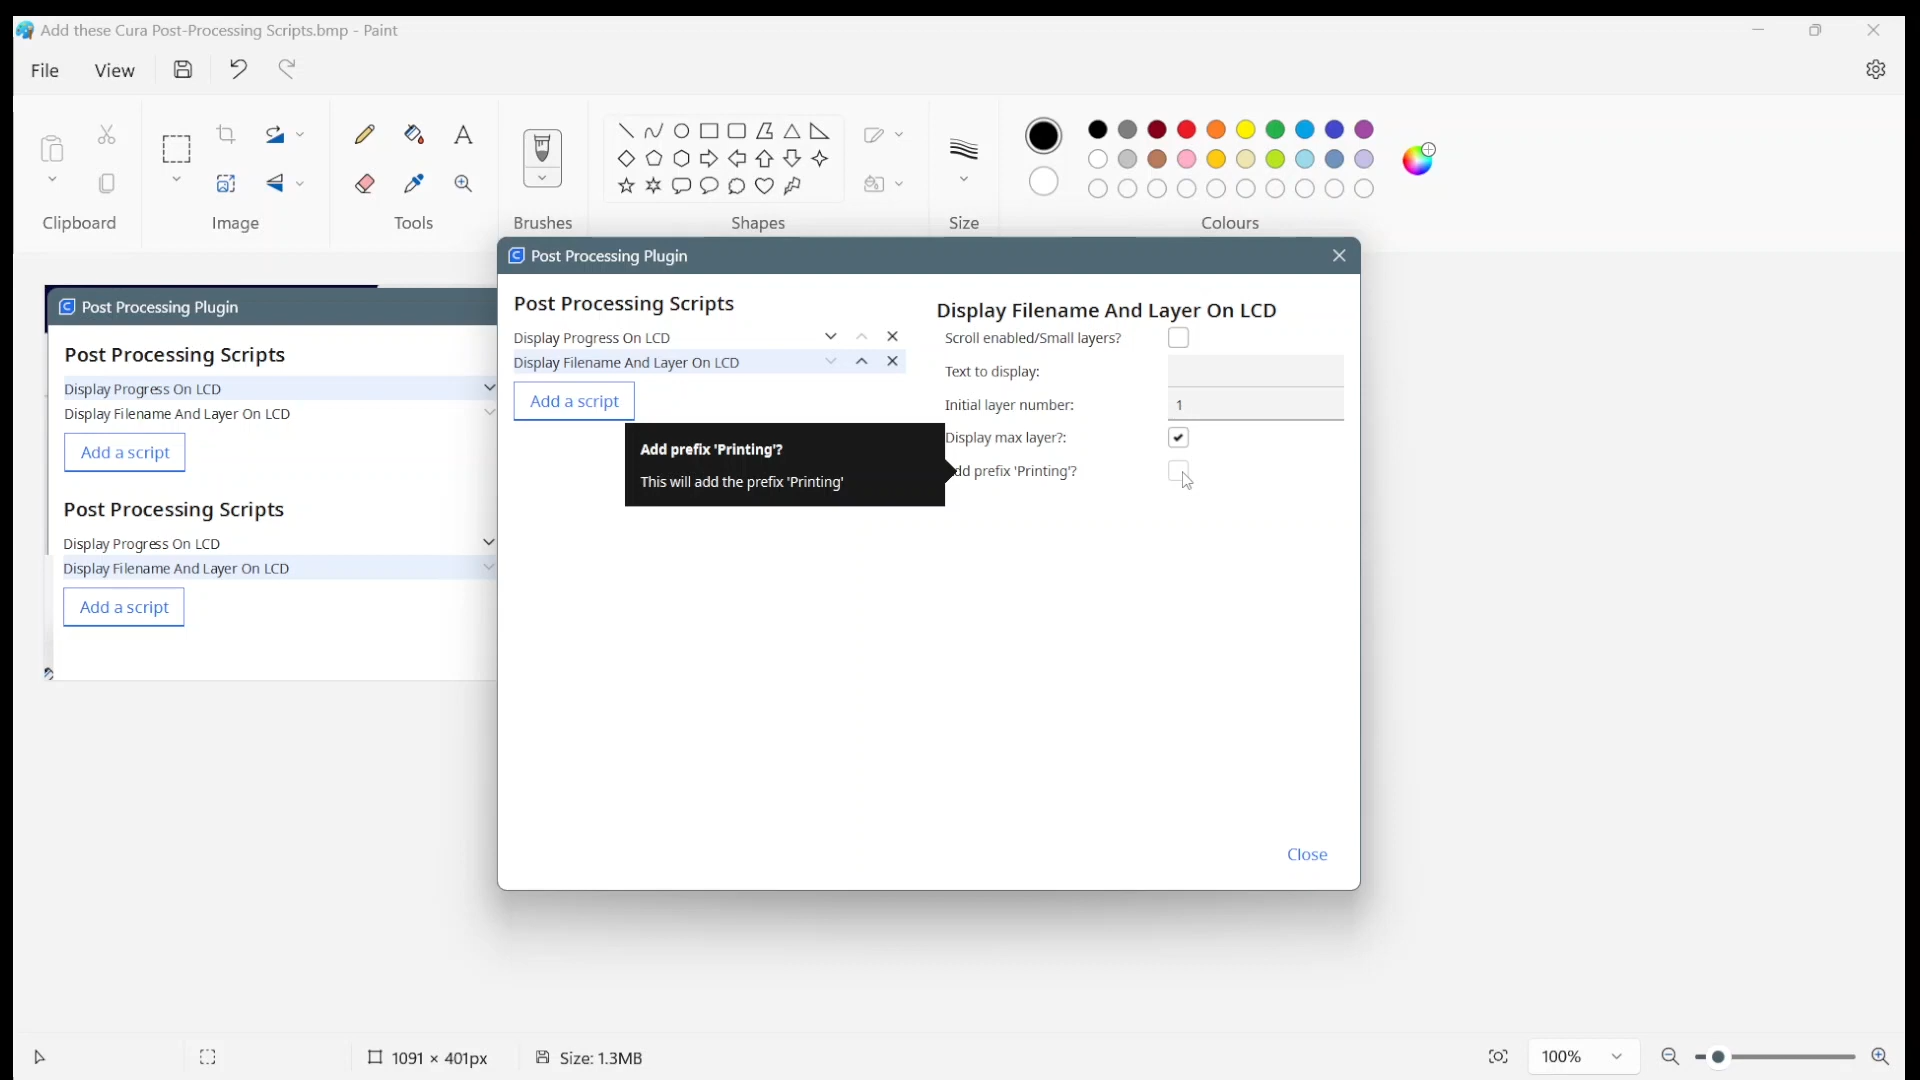 Add these Cura Post-Processing Scripts.bmp - Paint
File View
Clipboard Image Tools Brushes Shapes Size Colours
Post Processing Plugin
Post Processing Scripts
Display Progress On LCD
Display Filename And Layer On LCD
Add a script
Post Processing Scripts
Display Progress On LCD
Display Filename And Layer On LCD
Add a script
Post Processing Plugin
Post Processing Scripts
Display Progress On LCD
Display Filename And Layer On LCD
Add a script
Add prefix 'Printing'?
This will add the prefix 'Printing'
Display Filename And Layer On LCD
Scroll enabled/Small layers?
Text to display:
Initial layer number: 1
Display max layer?:
dd prefix 'Printing'?
Close
1091 × 401px Size: 1.3MB 100%